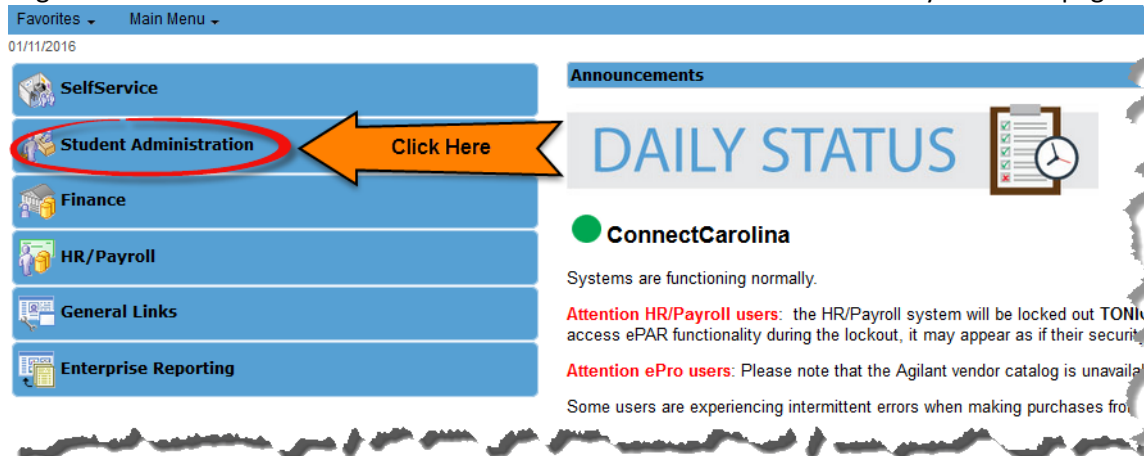 Favorites Main Menu
01/11/2016
SelfService
Student Administration
Click Here
Finance
HR/Payroll
General Links
Enterprise Reporting
Announcements
DAILY STATUS
ConnectCarolina
Systems are functioning normally.
Attention HR/Payroll users: the HR/Payroll system will be locked out
access ePAR functionality during the lockout, it may appear as if their
Attention ePro users: Please note that the Agilant vendor catalog is
Some users are experiencing intermittent errors when making purchases